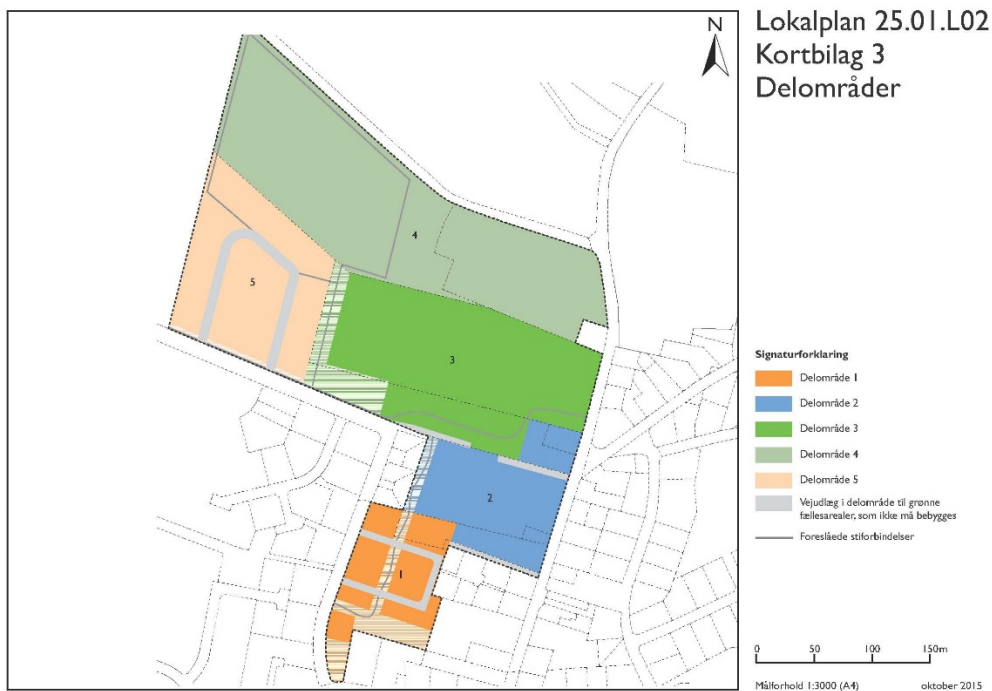 Lokalplan 25.01.L02
Kortbilag 3
Delområder
N
4
5
3
2
1
Signaturforklaring
Delområde 1
Delområde 2
Delområde 3
Delområde 4
Delområde 5
Vejudlæg i delområde til grønne
fællesarealer, som ikke må bebygges
Foreslåede stiforbindelser
0 50 100 150m
Målforhold 1:3000 (A4) oktober 2015